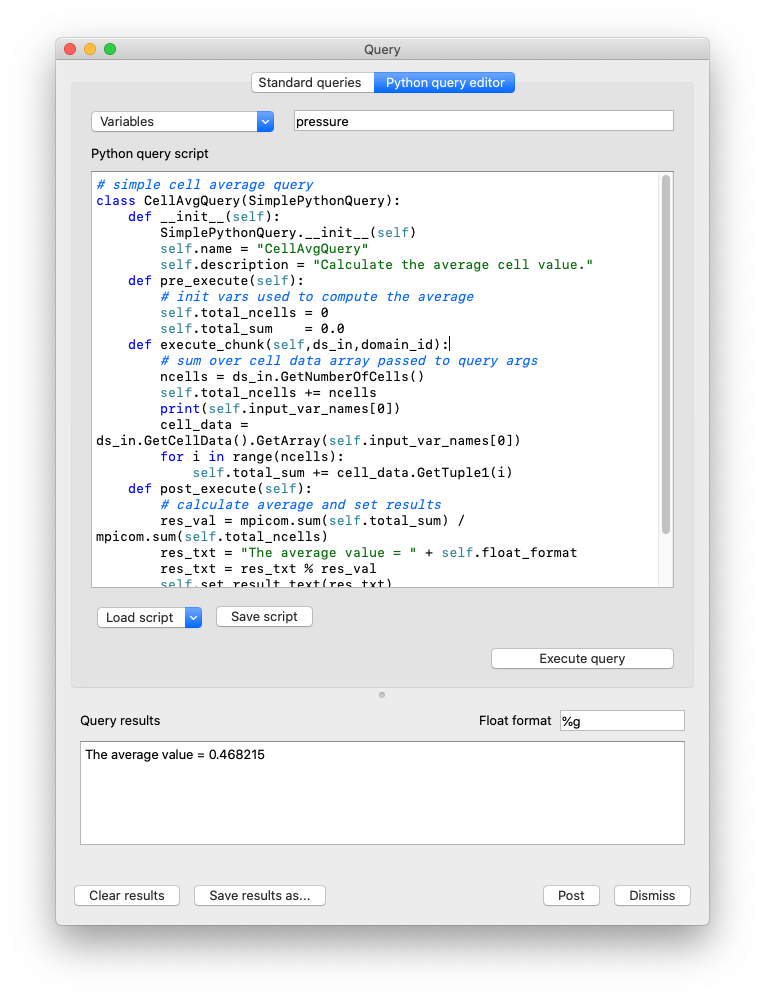 Query
Standard queries Python query editor
Variables pressure
Python query script
# simple cell average query
class CellAvgQuery(SimplePythonQuery):
    def __init__(self):
        SimplePythonQuery.__init__(self)
        self.name = "CellAvgQuery"
        self.description = "Calculate the average cell value."
    def pre_execute(self):
        # init vars used to compute the average
        self.total_ncells = 0
        self.total_sum    = 0.0
    def execute_chunk(self,ds_in,domain_id):
        # sum over cell data array passed to query args
        ncells = ds_in.GetNumberOfCells()
        self.total_ncells += ncells
        print(self.input_var_names[0])
        cell_data =
ds_in.GetCellData().GetArray(self.input_var_names[0])
        for i in range(ncells):
            self.total_sum += cell_data.GetTuple1(i)
    def post_execute(self):
        # calculate average and set results
        res_val = mpicom.sum(self.total_sum) /
mpicom.sum(self.total_ncells)
        res_txt = "The average value = " + self.float_format
        res_txt = res_txt % res_val
        self.set_result_text(res_txt)
Load script Save script
Execute query
Query results Float format %g
The average value = 0.468215
Clear results Save results as... Post Dismiss